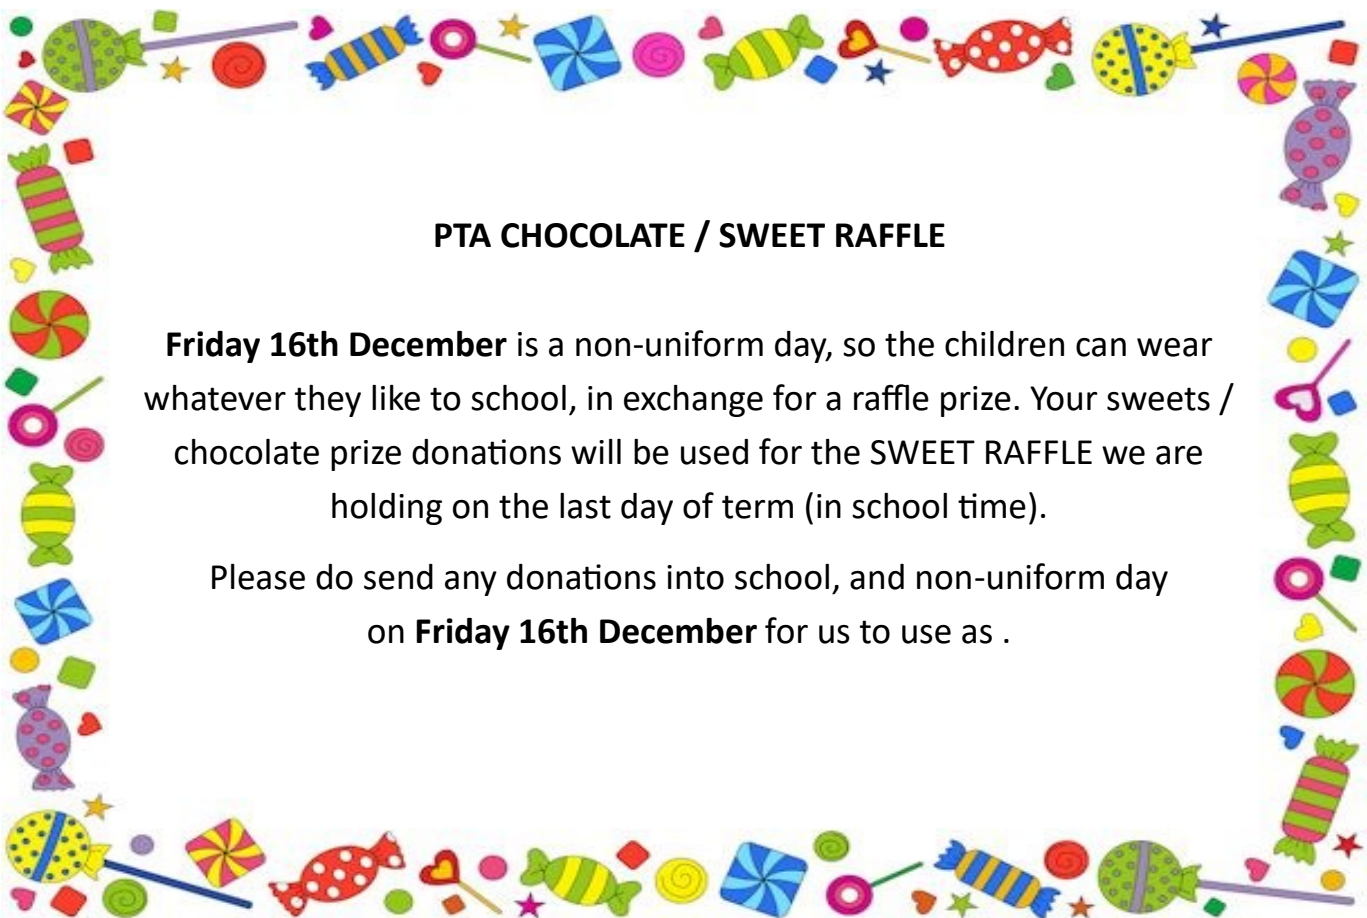 PTA CHOCOLATE / SWEET RAFFLE
Friday 16th December is a non-uniform day, so the children can wear
whatever they like to school, in exchange for a raffle prize. Your sweets /
chocolate prize donations will be used for the SWEET RAFFLE we are
holding on the last day of term (in school time).
Please do send any donations into school, and non-uniform day
on Friday 16th December for us to use as .